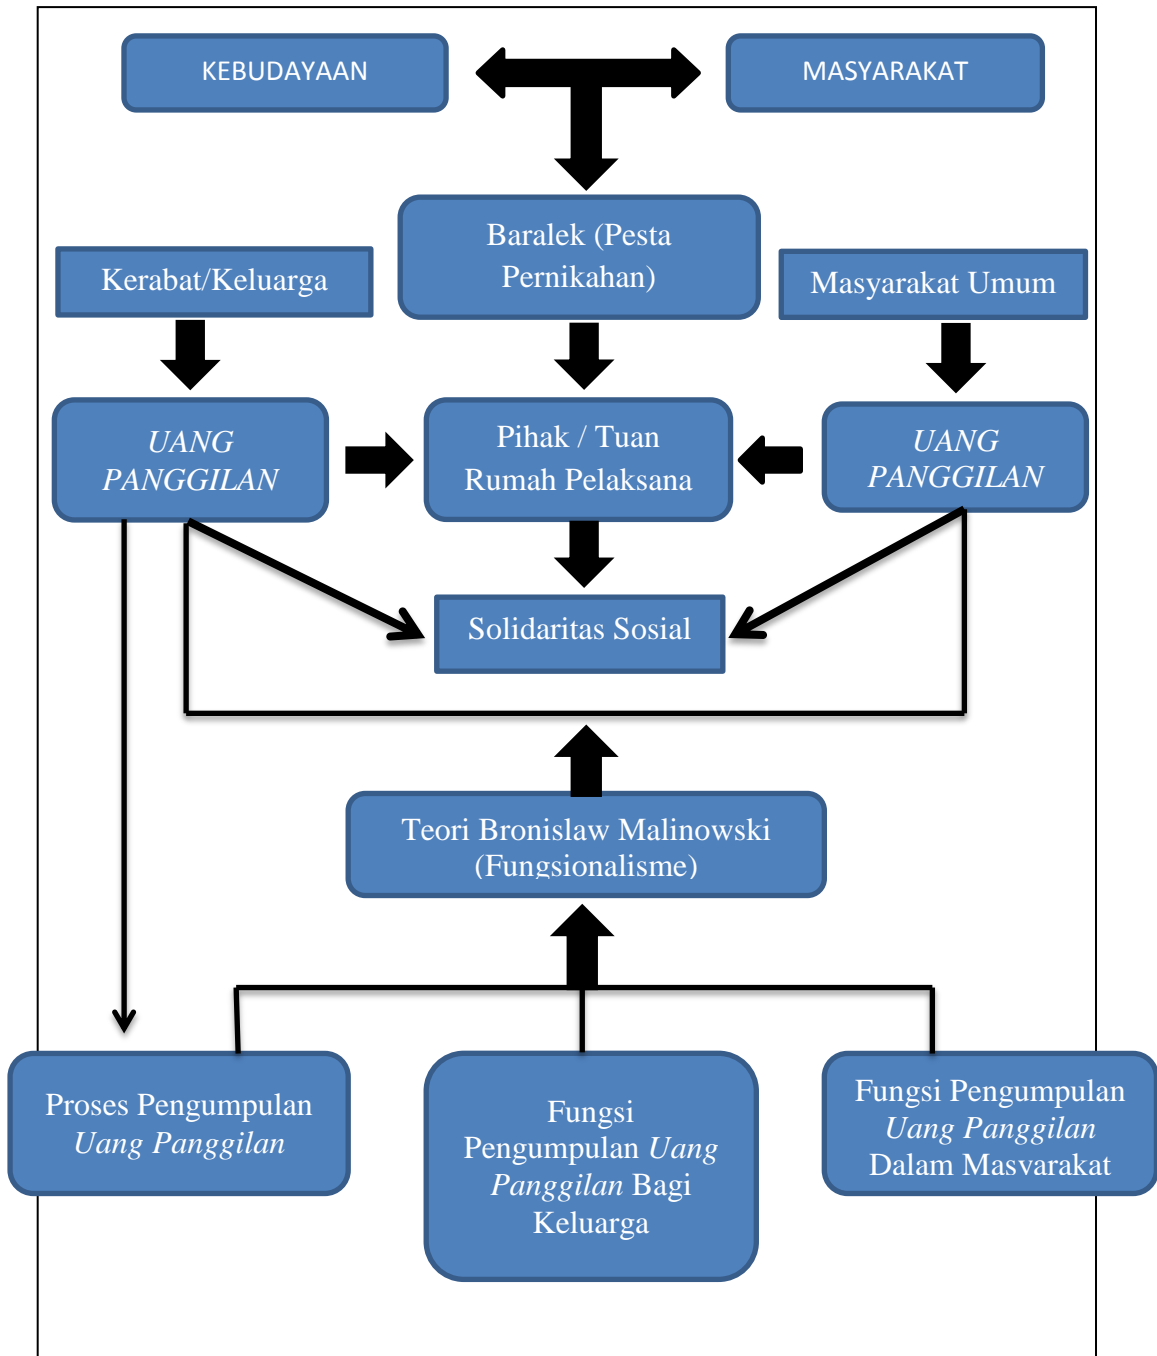 KEBUDAYAAN
MASYARAKAT
Baralek (Pesta
Pernikahan)
Kerabat/Keluarga
Masyarakat Umum
UANG
PANGGILAN
Pihak / Tuan
Rumah Pelaksana
UANG
PANGGILAN
Solidaritas Sosial
Teori Bronislaw Malinowski
(Fungsionalisme)
Proses Pengumpulan
Uang Panggilan
Fungsi
Pengumpulan Uang
Panggilan Bagi
Keluarga
Fungsi Pengumpulan
Uang Panggilan
Dalam Masyarakat